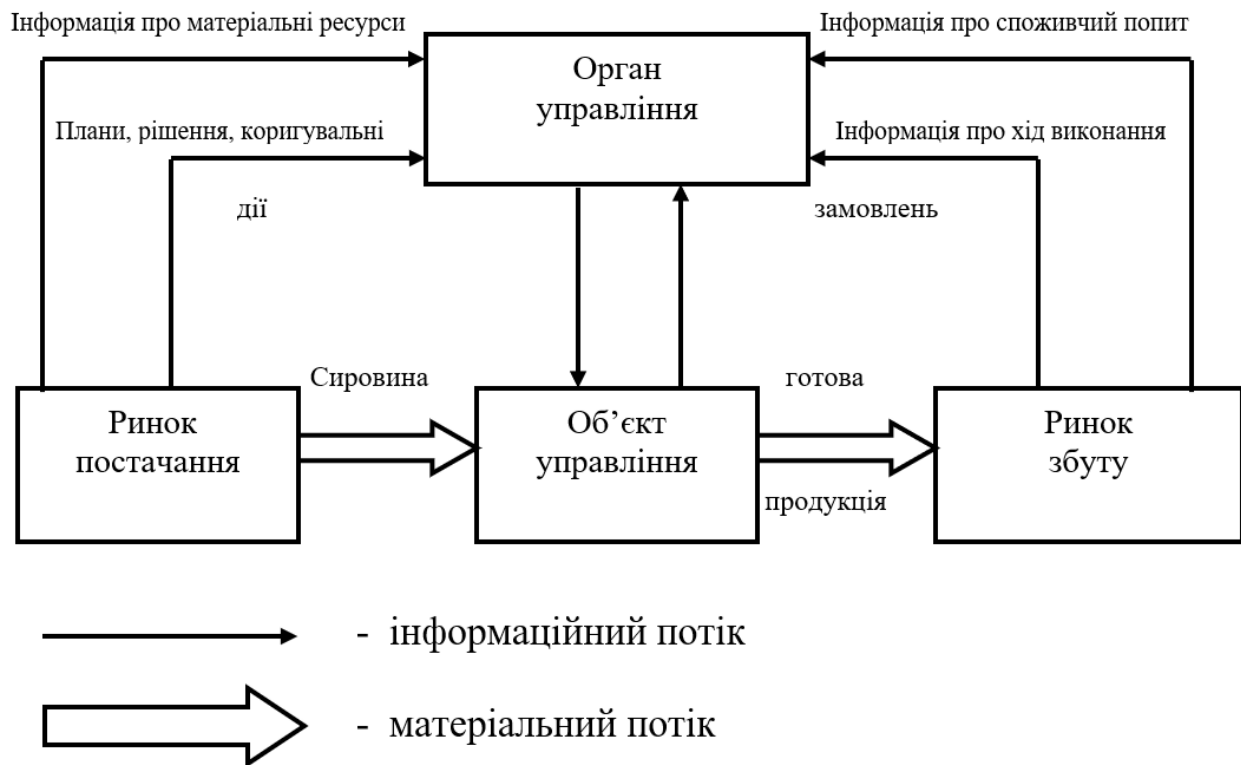 Інформація про матеріальні ресурси
Інформація про споживчий попит
Орган
управління
Плани, рішення, коригувальні
дії
Інформація про хід виконання
замовлень
Сировина
готова
продукція
Ринок
постачання
Об’єкт
управління
Ринок
збуту
- інформаційний потік
- матеріальний потік